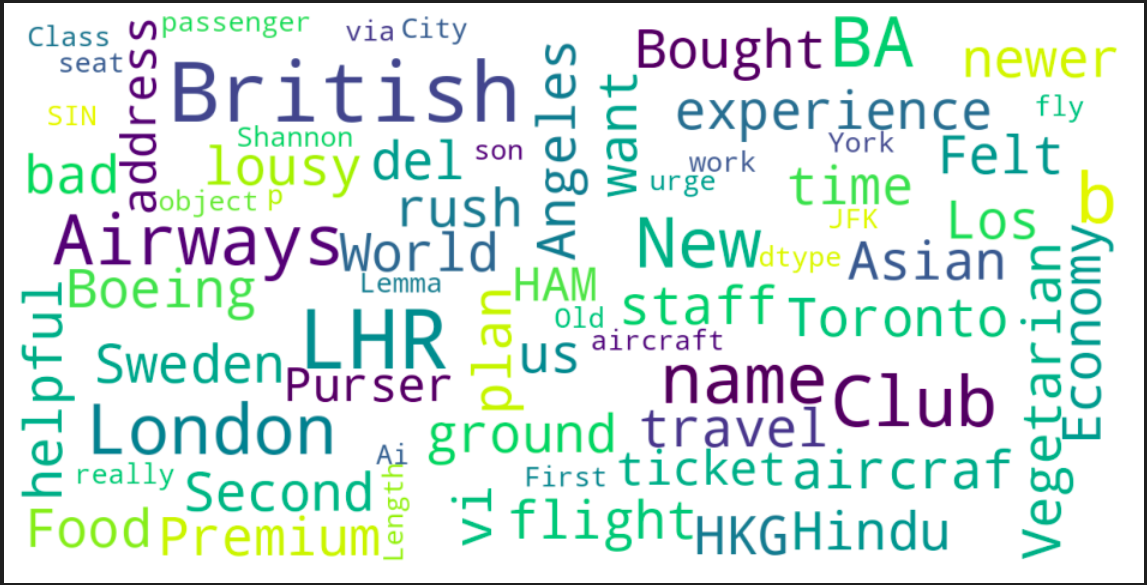 Class
passenger
via
City
seat
address
British
Angeles
want
Bought
BA
newer
experience
fly
SIN
Shannon
lousy
del
son
York
work
urge
Felt
bad
object
p
rush
time
JFK
Los
b
Airways
World
New
dtype
Asian
Lemma
Boeing
HAM
Old
staff
Toronto
helpful
LHR
plan
us
aircraft
Vegetarian
Economy
Sweden
Purser
name
Club
London
ground
travel
Ai
really
Second
Length
First
ticket
aircraf
Food
Premium
vi
flight
HKG
Hindu